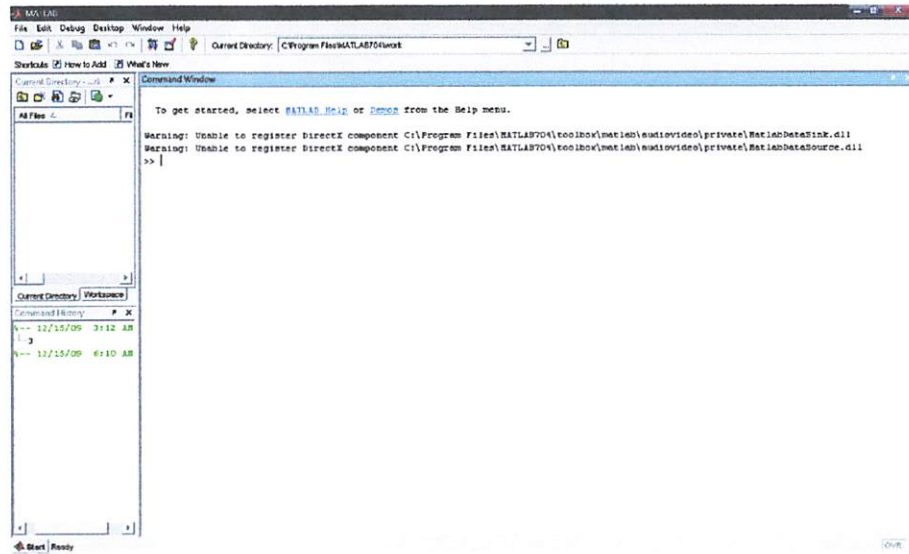 MATLAB
File Edit Debug Desktop Window Help
Current Directory: C:\Program Files\MATLAB704\work
Shortcuts How to Add What's New
Current Directory - ...
All Files
Command Window
To get started, select MATLAB Help or Demos from the Help menu.
Warning: Unable to register DirectX component C:\Program Files\MATLAB704\toolbox\matlab\audiovideo\private\MatlabDataSink.dll
Warning: Unable to register DirectX component C:\Program Files\MATLAB704\toolbox\matlab\audiovideo\private\MatlabDataSource.dll
>>
Current Directory Workspace
Command History
%-- 12/15/09 3:12 AM
3
%-- 12/15/09 6:10 AM
Start Ready
OVR